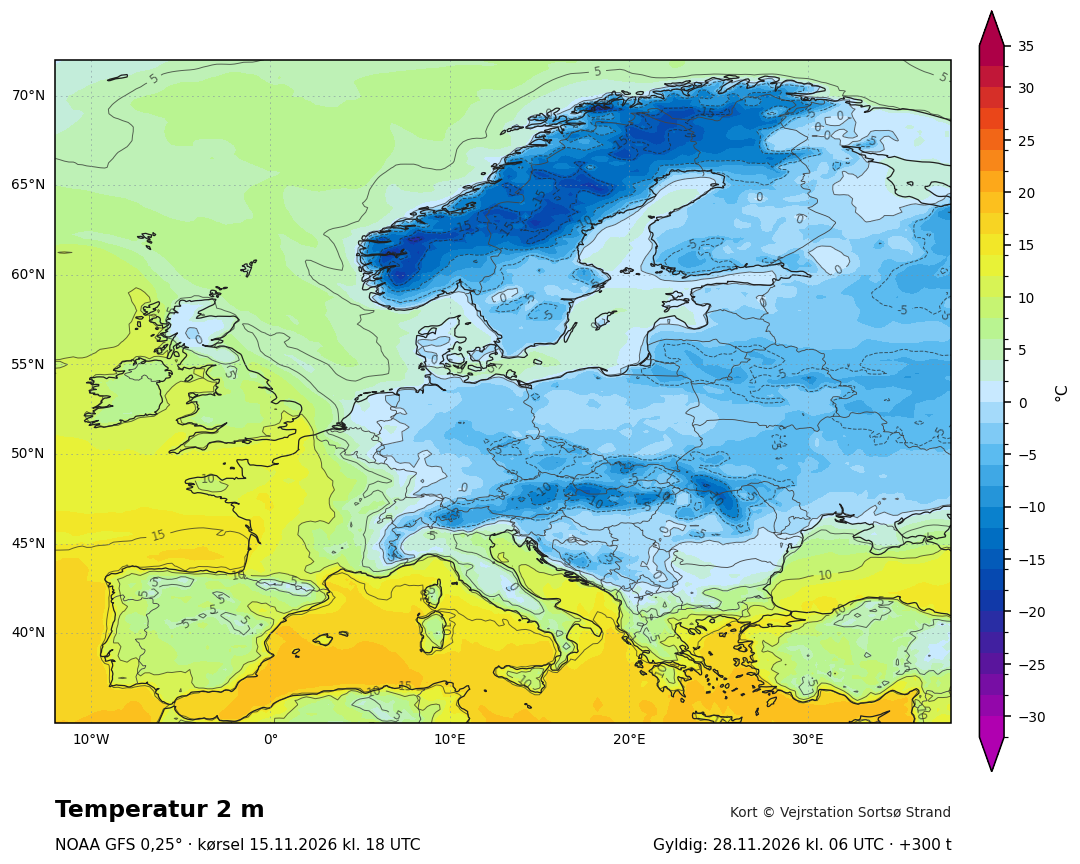 70°N
65°N
60°N
55°N
50°N
45°N
40°N
10°W
0°
10°E
20°E
30°E
35
30
25
20
15
10
5
0
−5
−10
−15
−20
−25
−30
°C
Temperatur 2 m
Kort © Vejrstation Sortsø Strand
NOAA GFS 0,25° · kørsel 15.11.2026 kl. 18 UTC
Gyldig: 28.11.2026 kl. 06 UTC · +300 t